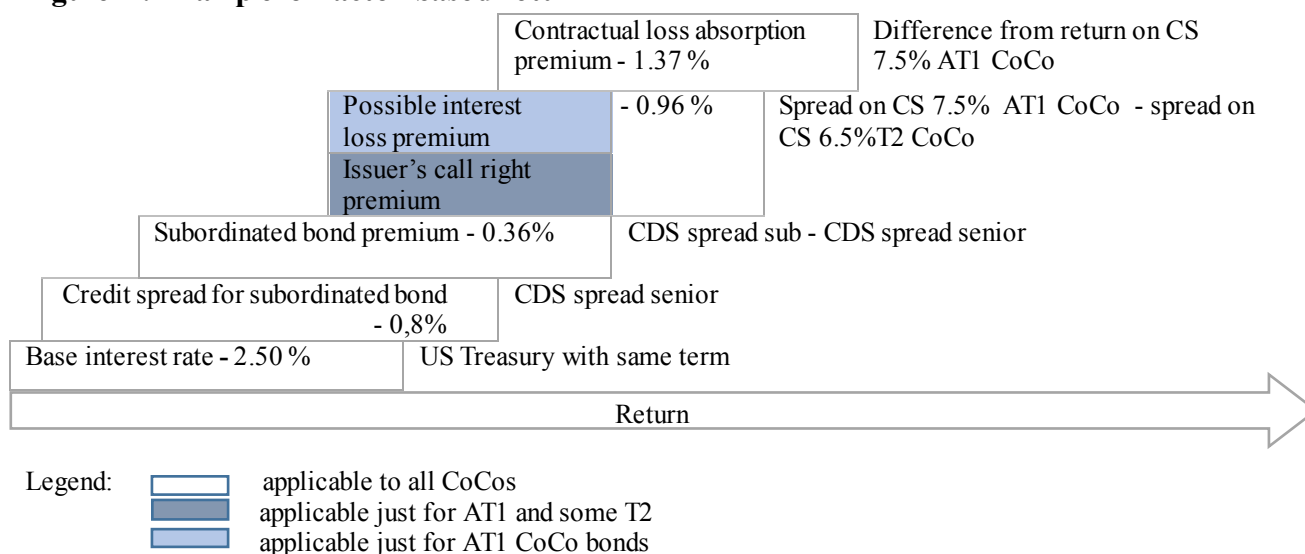 Contractual loss absorption
premium - 1.37 %
Difference from return on CS
7.5% AT1 CoCo
Possible interest
loss premium
- 0.96 %
Spread on CS 7.5% AT1 CoCo - spread on
CS 6.5%T2 CoCo
Issuer's call right
premium
Subordinated bond premium - 0.36%
CDS spread sub - CDS spread senior
Credit spread for subordinated bond
- 0,8%
CDS spread senior
Base interest rate - 2.50 %
US Treasury with same term
Return
Legend:
applicable to all CoCos
applicable just for AT1 and some T2
applicable just for AT1 CoCo bonds